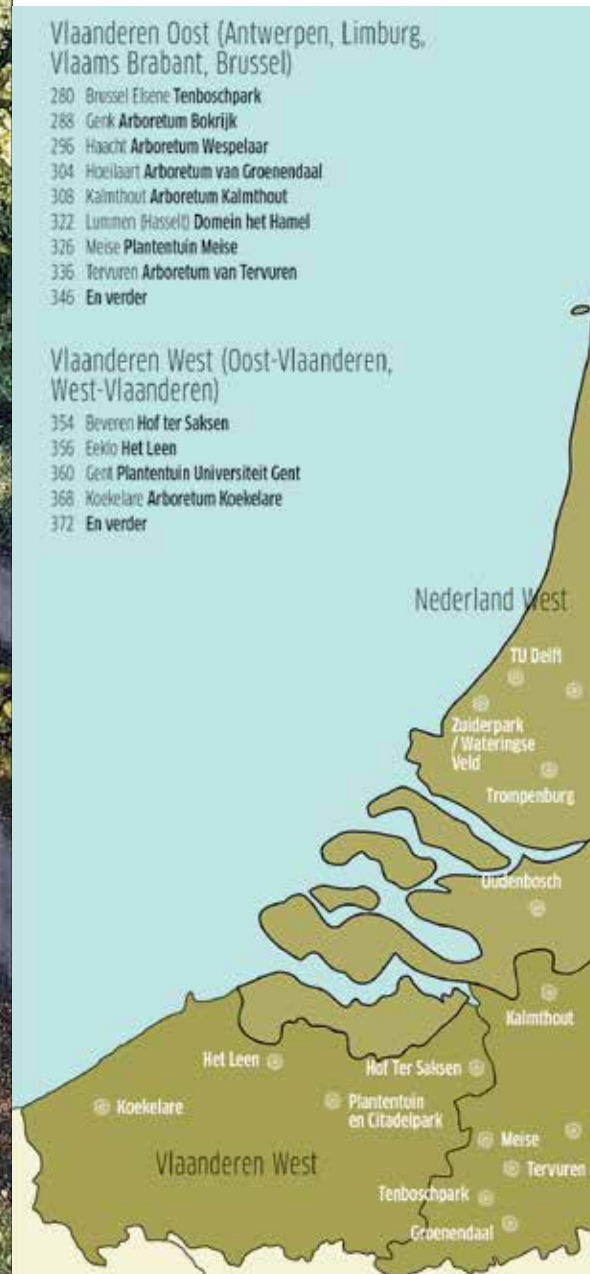 Vlaanderen Oost (Antwerpen, Limburg,
Vlaams Brabant, Brussel)
280 Brussel Elsene Tenboschpark
288 Genk Arboretum Bokrijk
296 Haacht Arboretum Wespelaar
304 Hoeilaart Arboretum van Groenendaal
308 Kalmthout Arboretum Kalmthout
322 Lummen (Hasselt) Domein het Hamel
326 Meise Plantentuin Meise
336 Tervuren Arboretum van Tervuren
346 En verder
Vlaanderen West (Oost-Vlaanderen,
West-Vlaanderen)
354 Beveren Hof ter Saksen
356 Eeklo Het Leen
360 Gent Plantentuin Universiteit Gent
368 Koekelare Arboretum Koekelare
372 En verder
Nederland West
TU Delft
Zuiderpark
/ Wateringse
Veld
Trompenburg
Oudenbosch
Kalmthout
Het Leen
Hof Ter Saksen
Koekelare
Plantentuin
en Citadelpark
Meise
Vlaanderen West
Tervuren
Tenboschpark
Groenendaal